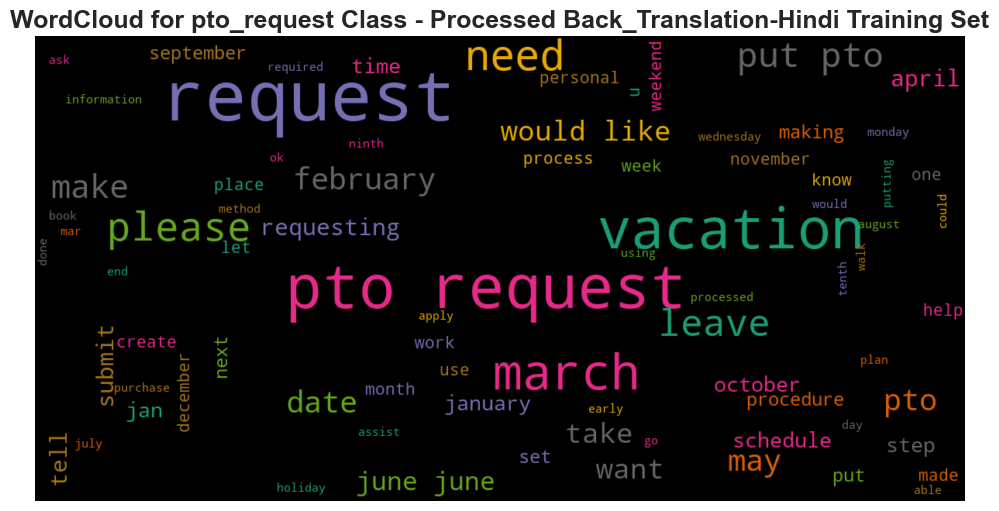 WordCloud for pto_request Class - Processed Back_Translation-Hindi Training Set
ask
september
required
time
need
personal
u
weekend
put pto
april
information
request
would like
wednesday
making
monday
ninth
ok
process
week
november
know
putting
one
make
place
february
method
would
could
book
mar
please
let
requesting
vacation
august
using
done
end
walk
tenth
pto request
processed
leave
apply
help
submit
create
next
work
march
plan
purchase
december
jan
date
month
use
january
early
october
procedure
pto
tell
july
assist
take
go
schedule
day
step
set
want
may
put
made
holiday
june june
able